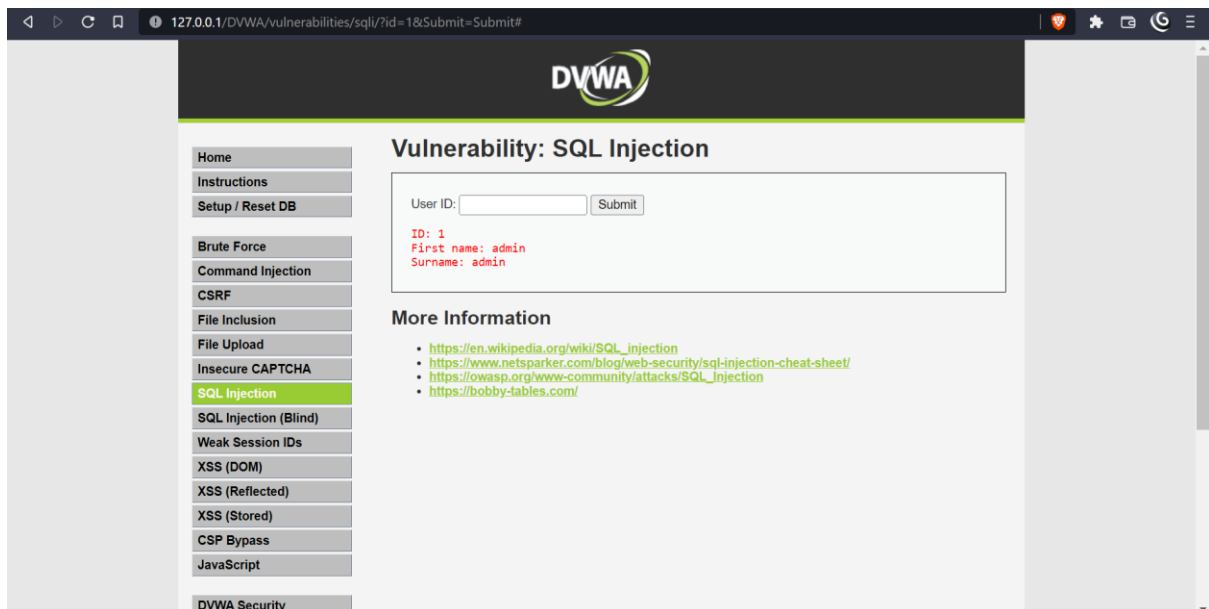 127.0.0.1/DVWA/vulnerabilities/sqli/?id=1&Submit=Submit#
DVWA
Home
Instructions
Setup / Reset DB
Brute Force
Command Injection
CSRF
File Inclusion
File Upload
Insecure CAPTCHA
SQL Injection
SQL Injection (Blind)
Weak Session IDs
XSS (DOM)
XSS (Reflected)
XSS (Stored)
CSP Bypass
JavaScript
DVWA Security
Vulnerability: SQL Injection
User ID: Submit
ID: 1
First name: admin
Surname: admin
More Information
https://en.wikipedia.org/wiki/SQL_injection
https://www.netsparker.com/blog/web-security/sql-injection-cheat-sheet/
https://owasp.org/www-community/attacks/SQL_Injection
https://bobby-tables.com/